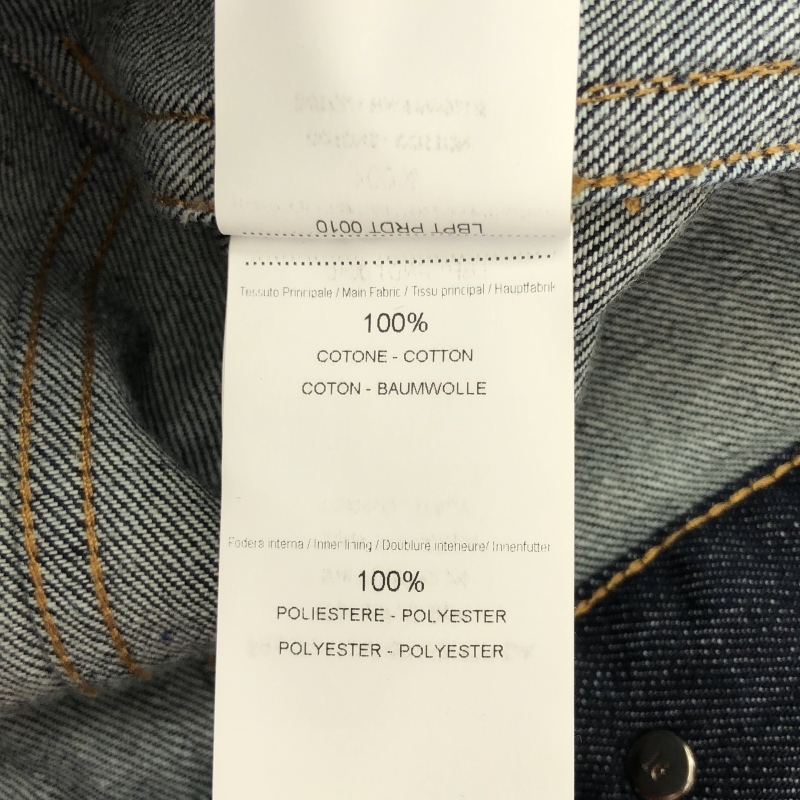 LBPT PRDT 0010
Tessuto Principale / Main Fabric / Tissu principal / Hauptfabrik
100%
COTONE - COTTON
COTON - BAUMWOLLE
Fodera interna / Inner lining / Doublure interieure/ Innenfutter
100%
POLIESTERE - POLYESTER
POLYESTER - POLYESTER